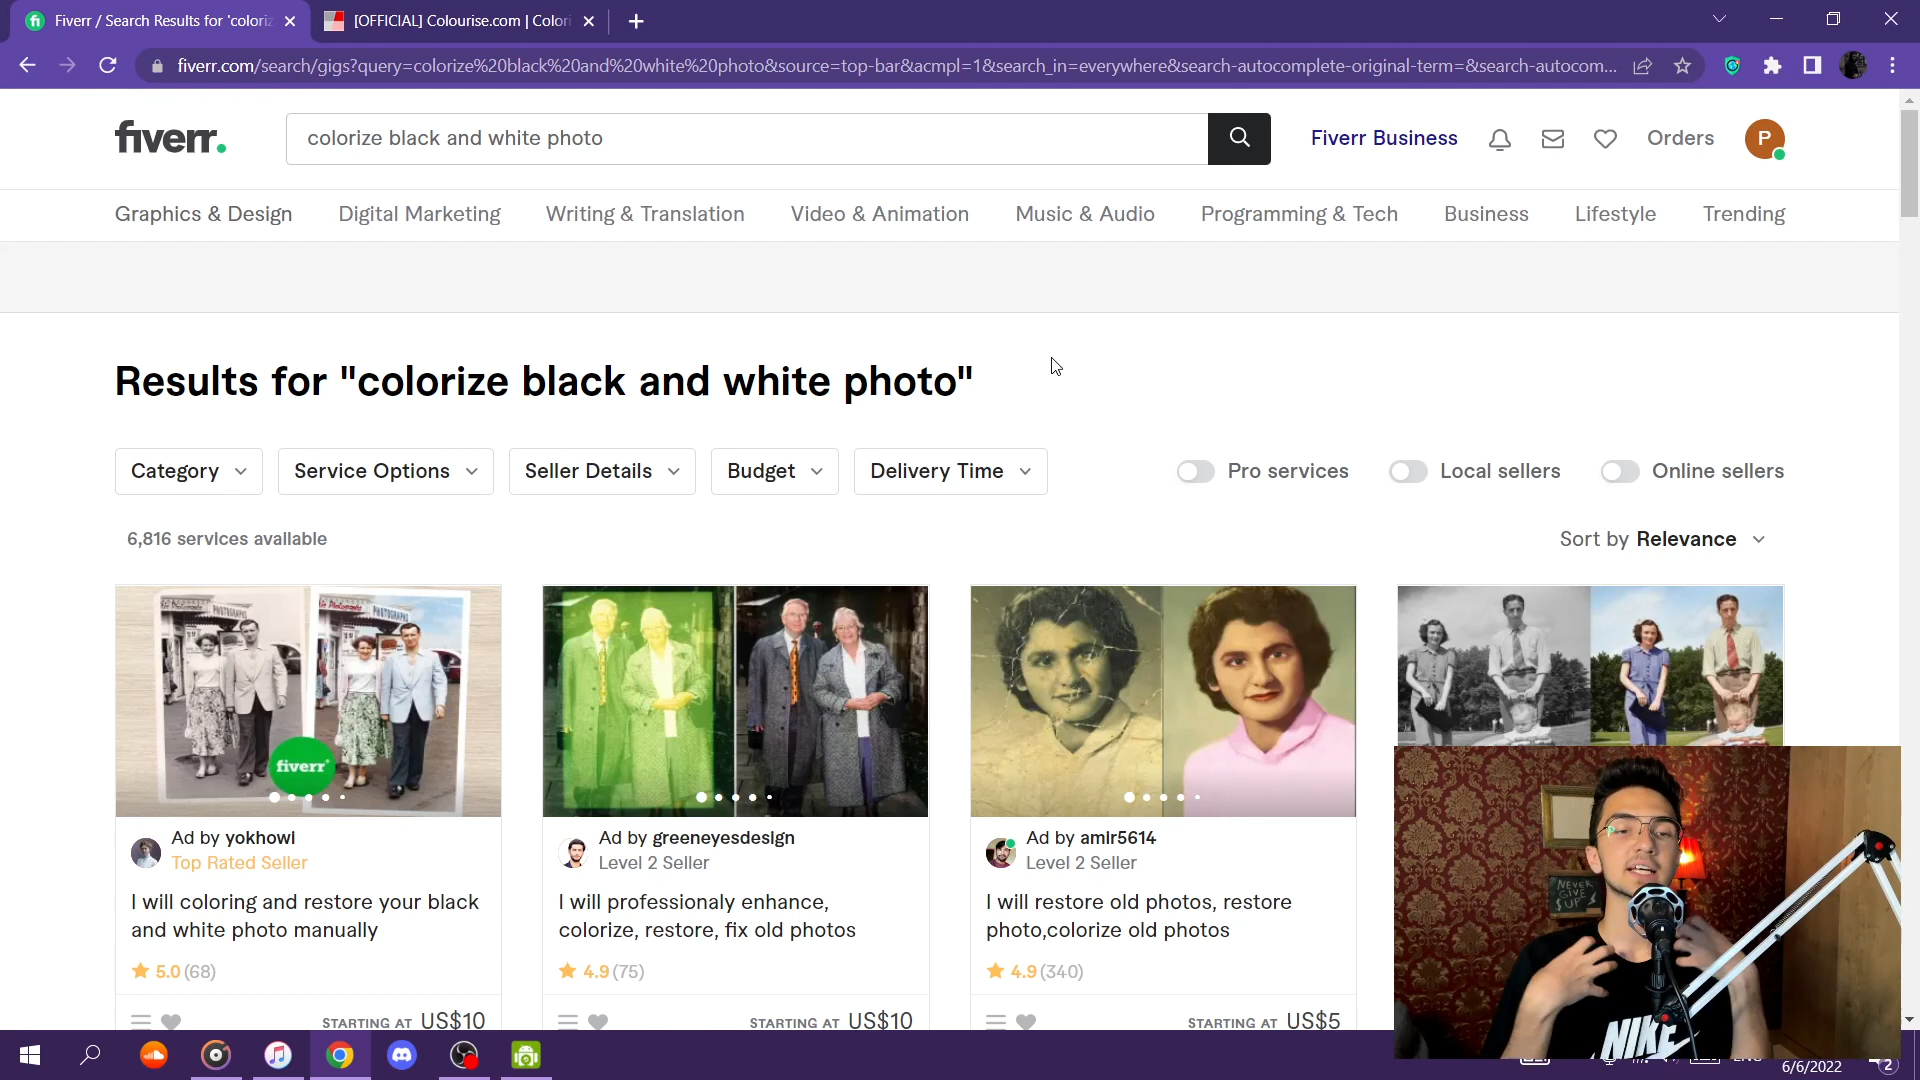 Fiverr / Search Results for 'coloriz
[OFFICIAL] Colourise.com | Colori
fiverr.com/search/gigs?query=colorize%20black%20and%20white%20photo&source=top-bar&acmpl=1&search_in=everywhere&search-autocomplete-original-term=&search-autocom...
fiverr.
colorize black and white photo
Fiverr Business
Orders
P
Graphics & Design
Digital Marketing
Writing & Translation
Video & Animation
Music & Audio
Programming & Tech
Business
Lifestyle
Trending
Results for "colorize black and white photo"
Category
Service Options
Seller Details
Budget
Delivery Time
Pro services
Local sellers
Online sellers
6,816 services available
Sort by Relevance
PHOTOGRAPHS
fiverr
Ad by yokhowl
Top Rated Seller
I will coloring and restore your black
and white photo manually
5.0 (68)
STARTING AT US$10
Ad by greeneyesdesign
Level 2 Seller
I will professionaly enhance,
colorize, restore, fix old photos
4.9 (75)
STARTING AT US$10
Ad by amir5614
Level 2 Seller
I will restore old photos, restore
photo,colorize old photos
4.9 (340)
STARTING AT US$5
NEVER
GIVE
UP
NIKE
6/6/2022
2